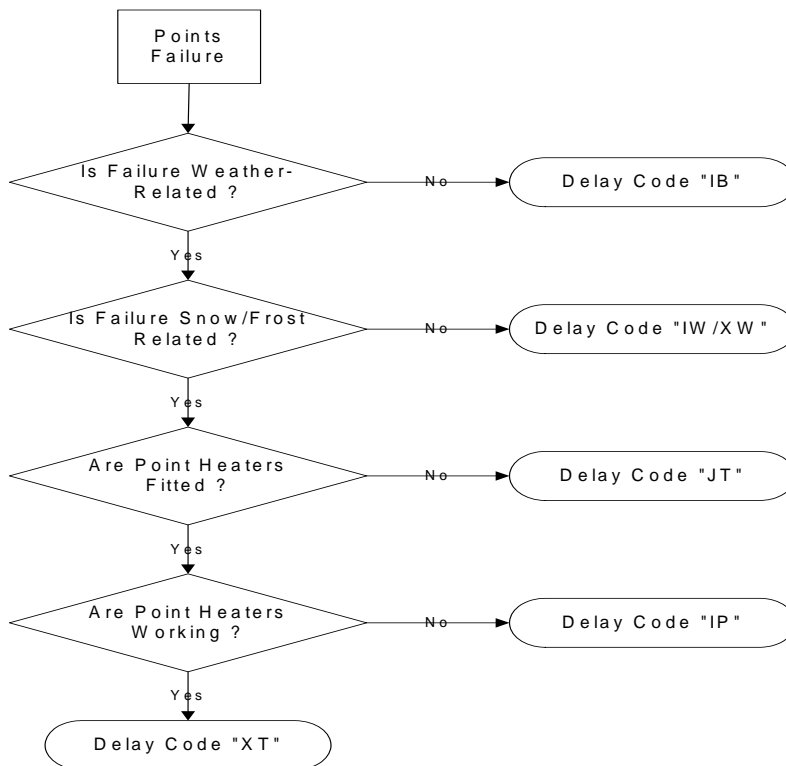 Points
Failure
Is Failure Weather-
Related ?
No
Delay Code "IB"
Yes
Is Failure Snow/Frost
Related ?
No
Delay Code "IW/XW"
Yes
Are Point Heaters
Fitted ?
No
Delay Code "JT"
Yes
Are Point Heaters
Working ?
No
Delay Code "IP"
Yes
Delay Code "XT"